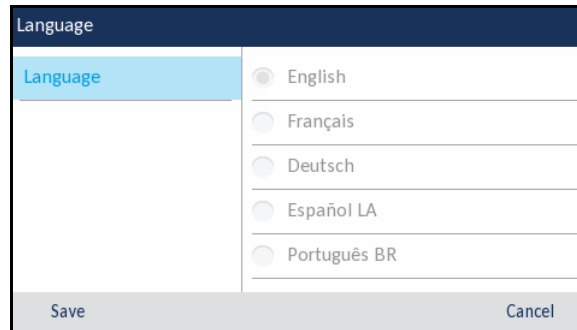 Language
Language
English
Français
Deutsch
Español LA
Português BR
Save
Cancel